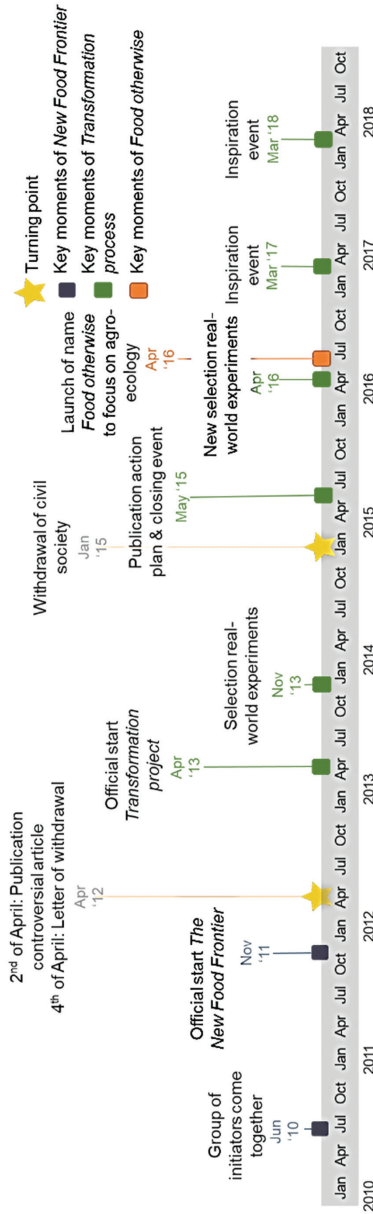 Group of
initiators come
together
Jun
‘10
Official start The
New Food Frontier
Nov
‘11
2nd of April: Publication
controversial article
4th of April: Letter of withdrawal
Apr
‘12
Official start
Transformation
project
Apr
‘13
Selection real-
world experiments
Nov
‘13
Withdrawal of civil
society
Jan
‘15
Publication action
plan & closing event
May ‘15
Launch of name
Food otherwise
to focus on agro-
ecology
Apr
‘16
New selection real-
world experiments
Apr
‘16
Inspiration
event
Mar ‘17
Inspiration
event
Mar ‘18
Turning point
Key moments of New Food Frontier
Key moments of Transformation
process
Key moments of Food otherwise
Jan Apr Jul Oct Jan Apr Jul Oct Jan Apr Jul Oct Jan Apr Jul Oct Jan Apr Jul Oct Jan Apr Jul Oct Jan Apr Jul Oct Jan Apr Jul Oct Jan Apr Jul Oct
2010 2011 2012 2013 2014 2015 2016 2017 2018